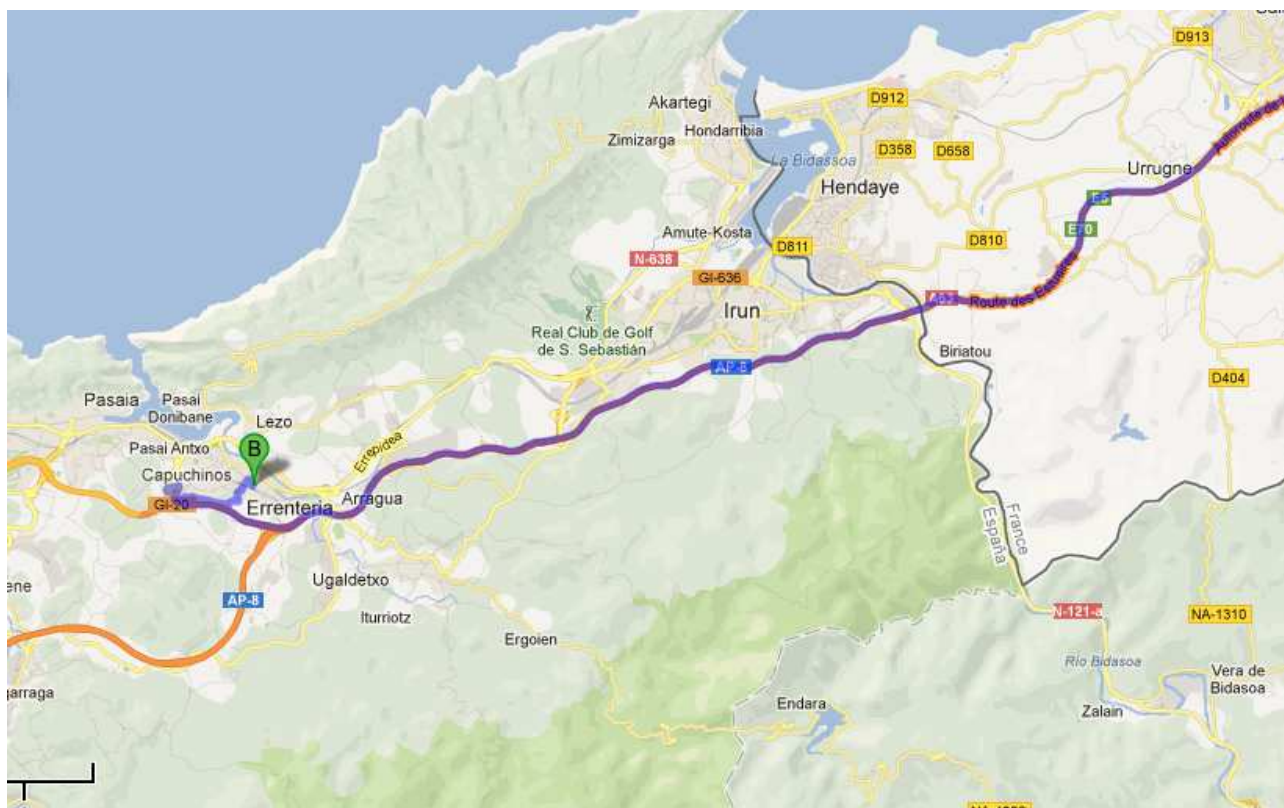 D913
D912
Akartegi
Hondarribia
Zimizarga
La Bidassoa
D358
D658
Hendaye
Urrugne
Autoroute de
E5
E70
Amute-Kosta
D811
D810
N-638
GI-636
Route des Estuaires
A63
Irun
Real Club de Golf
de S. Sebastián
Biriatou
AP-8
D404
Pasaia
Pasai
Donibane
Lezo
Pasai Antxo
B
Errepidea
Capuchinos
GI-20
Errenteria
Arragua
France
España
Ugaldetxo
AP-8
Iturriotz
Ergoien
N-121-a
NA-1310
Río Bidasoa
Vera de
Bidasoa
Endara
Zalain